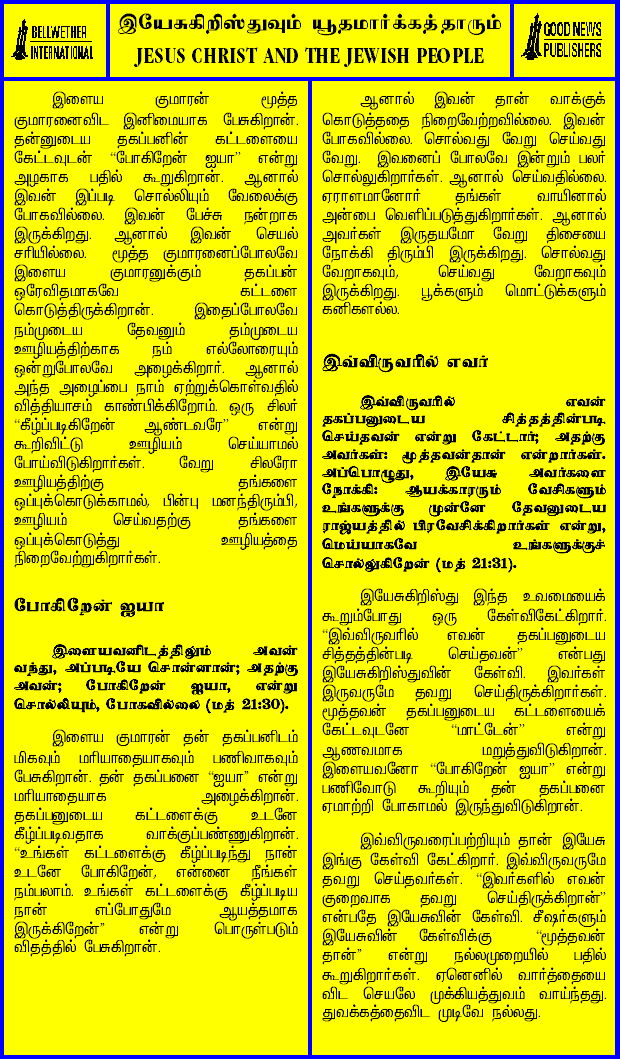 BELLWETHER
INTERNATIONAL
இயேசுகிறிஸ்துவும் யூதமார்க்கத்தாரும்
JESUS CHRIST AND THE JEWISH PEOPLE
GOOD NEWS
PUBLISHERS
இளைய குமாரன் மூத்த
குமாரனைவிட இனிமையாக பேசுகிறான்.
தன்னுடைய தகப்பனின் கட்டளையை
கேட்டவுடன் “போகிறேன் ஐயா” என்று
அழகாக பதில் கூறுகிறான். ஆனால்
இவன் இப்படி சொல்லியும் வேலைக்கு
போகவில்லை. இவன் பேச்சு நன்றாக
இருக்கிறது. ஆனால் இவன் செயல்
சரியில்லை. மூத்த குமாரனைப்போலவே
இளைய குமாரனுக்கும் தகப்பன்
ஒரேவிதமாகவே கட்டளை
கொடுத்திருக்கிறான். இதைப்போலவே
நம்முடைய தேவனும் தம்முடைய
ஊழியத்திற்காக நம் எல்லோரையும்
ஒன்றுபோலவே அழைக்கிறார். ஆனால்
அந்த அழைப்பை நாம் ஏற்றுக்கொள்வதில்
வித்தியாசம் காண்பிக்கிறோம். ஒரு சிலர்
“கீழ்ப்படிகிறேன் ஆண்டவரே” என்று
கூறிவிட்டு ஊழியம் செய்யாமல்
போய்விடுகிறார்கள். வேறு சிலரோ
ஊழியத்திற்கு தங்களை
ஒப்புக்கொடுக்காமல், பின்பு மனந்திரும்பி,
ஊழியம் செய்வதற்கு தங்களை
ஒப்புக்கொடுத்து ஊழியத்தை
நிறைவேற்றுகிறார்கள்.
போகிறேன் ஐயா
இளையவனிடத்திலும் அவன்
வந்து, அப்படியே சொன்னான்; அதற்கு
அவன்; போகிறேன் ஐயா, என்று
சொல்லியும், போகவில்லை (மத் 21:30).
இளைய குமாரன் தன் தகப்பனிடம்
மிகவும் மரியாதையாகவும் பணிவாகவும்
பேசுகிறான். தன் தகப்பனை “ஐயா” என்று
மரியாதையாக அழைக்கிறான்.
தகப்பனுடைய கட்டளைக்கு உடனே
கீழ்ப்படிவதாக வாக்குப்பண்ணுகிறான்.
“உங்கள் கட்டளைக்கு கீழ்ப்படிந்து நான்
உடனே போகிறேன், என்னை நீங்கள்
நம்பலாம். உங்கள் கட்டளைக்கு கீழ்ப்படிய
நான் எப்போதுமே ஆயத்தமாக
இருக்கிறேன்” என்று பொருள்படும்
விதத்தில் பேசுகிறான்.
ஆனால் இவன் தான் வாக்குக்
கொடுத்ததை நிறைவேற்றவில்லை. இவன்
போகவில்லை. சொல்வது வேறு செய்வது
வேறு. இவனைப் போலவே இன்றும் பலர்
சொல்லுகிறார்கள். ஆனால் செய்வதில்லை.
ஏராளமானோர் தங்கள் வாயினால்
அன்பை வெளிப்படுத்துகிறார்கள். ஆனால்
அவர்கள் இருதயமோ வேறு திசையை
நோக்கி திரும்பி இருக்கிறது. சொல்வது
வேறாகவும், செய்வது வேறாகவும்
இருக்கிறது. பூக்களும் மொட்டுக்களும்
கனிகளல்ல.
இவ்விருவரில் எவர்
இவ்விருவரில் எவன்
தகப்பனுடைய சித்தத்தின்படி
செய்தவன் என்று கேட்டார்; அதற்கு
அவர்கள்: மூத்தவன்தான் என்றார்கள்.
அப்பொழுது, இயேசு அவர்களை
நோக்கி: ஆயக்காரரும் வேசிகளும்
உங்களுக்கு முன்னே தேவனுடைய
ராஜ்யத்தில் பிரவேசிக்கிறார்கள் என்று,
மெய்யாகவே உங்களுக்குச்
சொல்லுகிறேன் (மத் 21:31).
இயேசுகிறிஸ்து இந்த உவமையைக்
கூறும்போது ஒரு கேள்விகேட்கிறார்.
“இவ்விருவரில் எவன் தகப்பனுடைய
சித்தத்தின்படி செய்தவன்” என்பது
இயேசுகிறிஸ்துவின் கேள்வி. இவர்கள்
இருவருமே தவறு செய்திருக்கிறார்கள்.
மூத்தவன் தகப்பனுடைய கட்டளையைக்
கேட்டவுடனே “மாட்டேன்” என்று
ஆணவமாக மறுத்துவிடுகிறான்.
இளையவனோ “போகிறேன் ஐயா” என்று
பணிவோடு கூறியும் தன் தகப்பனை
ஏமாற்றி போகாமல் இருந்துவிடுகிறான்.
இவ்விருவரைப்பற்றியும் தான் இயேசு
இங்கு கேள்வி கேட்கிறார். இவ்விருவருமே
தவறு செய்தவர்கள். “இவர்களில் எவன்
குறைவாக தவறு செய்திருக்கிறான்”
என்பதே இயேசுவின் கேள்வி. சீஷர்களும்
இயேசுவின் கேள்விக்கு “மூத்தவன்
தான்” என்று நல்லமுறையில் பதில்
கூறுகிறார்கள். ஏனெனில் வார்த்தையை
விட செயலே முக்கியத்துவம் வாய்ந்தது.
துவக்கத்தைவிட முடிவே நல்லது.